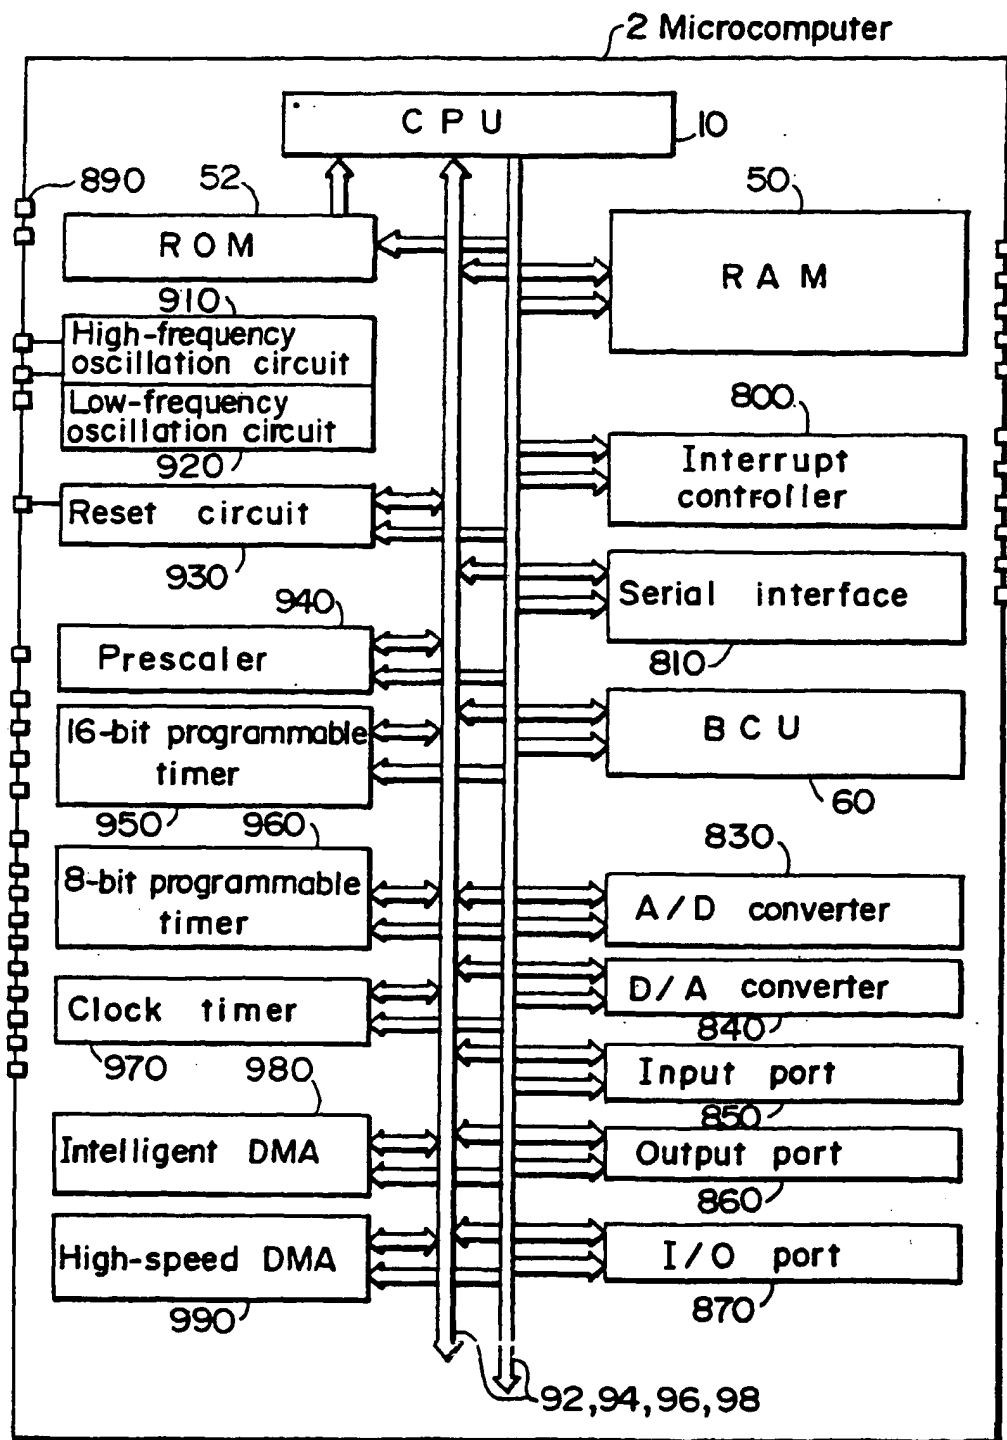 2 Microcomputer
CPU
10
890
52
50
ROM
RAM
910
High-frequency
oscillation circuit
Low-frequency
oscillation circuit
920
800
Interrupt
controller
Reset circuit
930
Serial interface
810
940
Prescaler
BCU
60
16-bit programmable
timer
950
960
8-bit programmable
timer
830
A/D converter
D/A converter
840
Clock timer
970
Input port
850
980
Intelligent DMA
Output port
860
High-speed DMA
990
I/O port
870
92,94,96,98